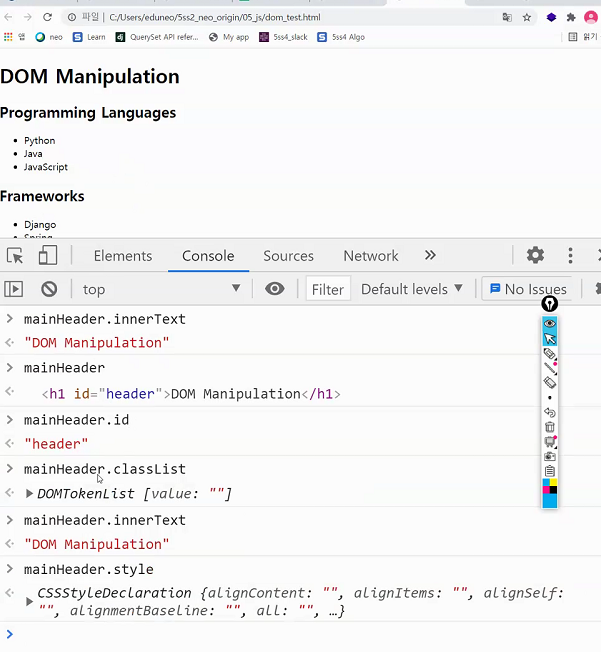 파일 | C:/Users/eduneo/5ss2_neo_origin/05_js/dom_test.html
앱 neo Learn QuerySet API refer... My app 5ss4_slack 5ss4 Algo 읽기
DOM Manipulation
Programming Languages
Python
Java
JavaScript
Frameworks
Django
Spring
Elements Console Sources Network »
top Filter Default levels ▼ No Issues
> mainHeader.innerText
"DOM Manipulation"
> mainHeader
<h1 id="header">DOM Manipulation</h1>
> mainHeader.id
"header"
> mainHeader.classList
▶ DOMTokenList [value: ""]
> mainHeader.innerText
"DOM Manipulation"
> mainHeader.style
▶ CSSStyleDeclaration {alignContent: "", alignItems: "", alignSelf:
"", alignmentBaseline: "", all: "", …}
>